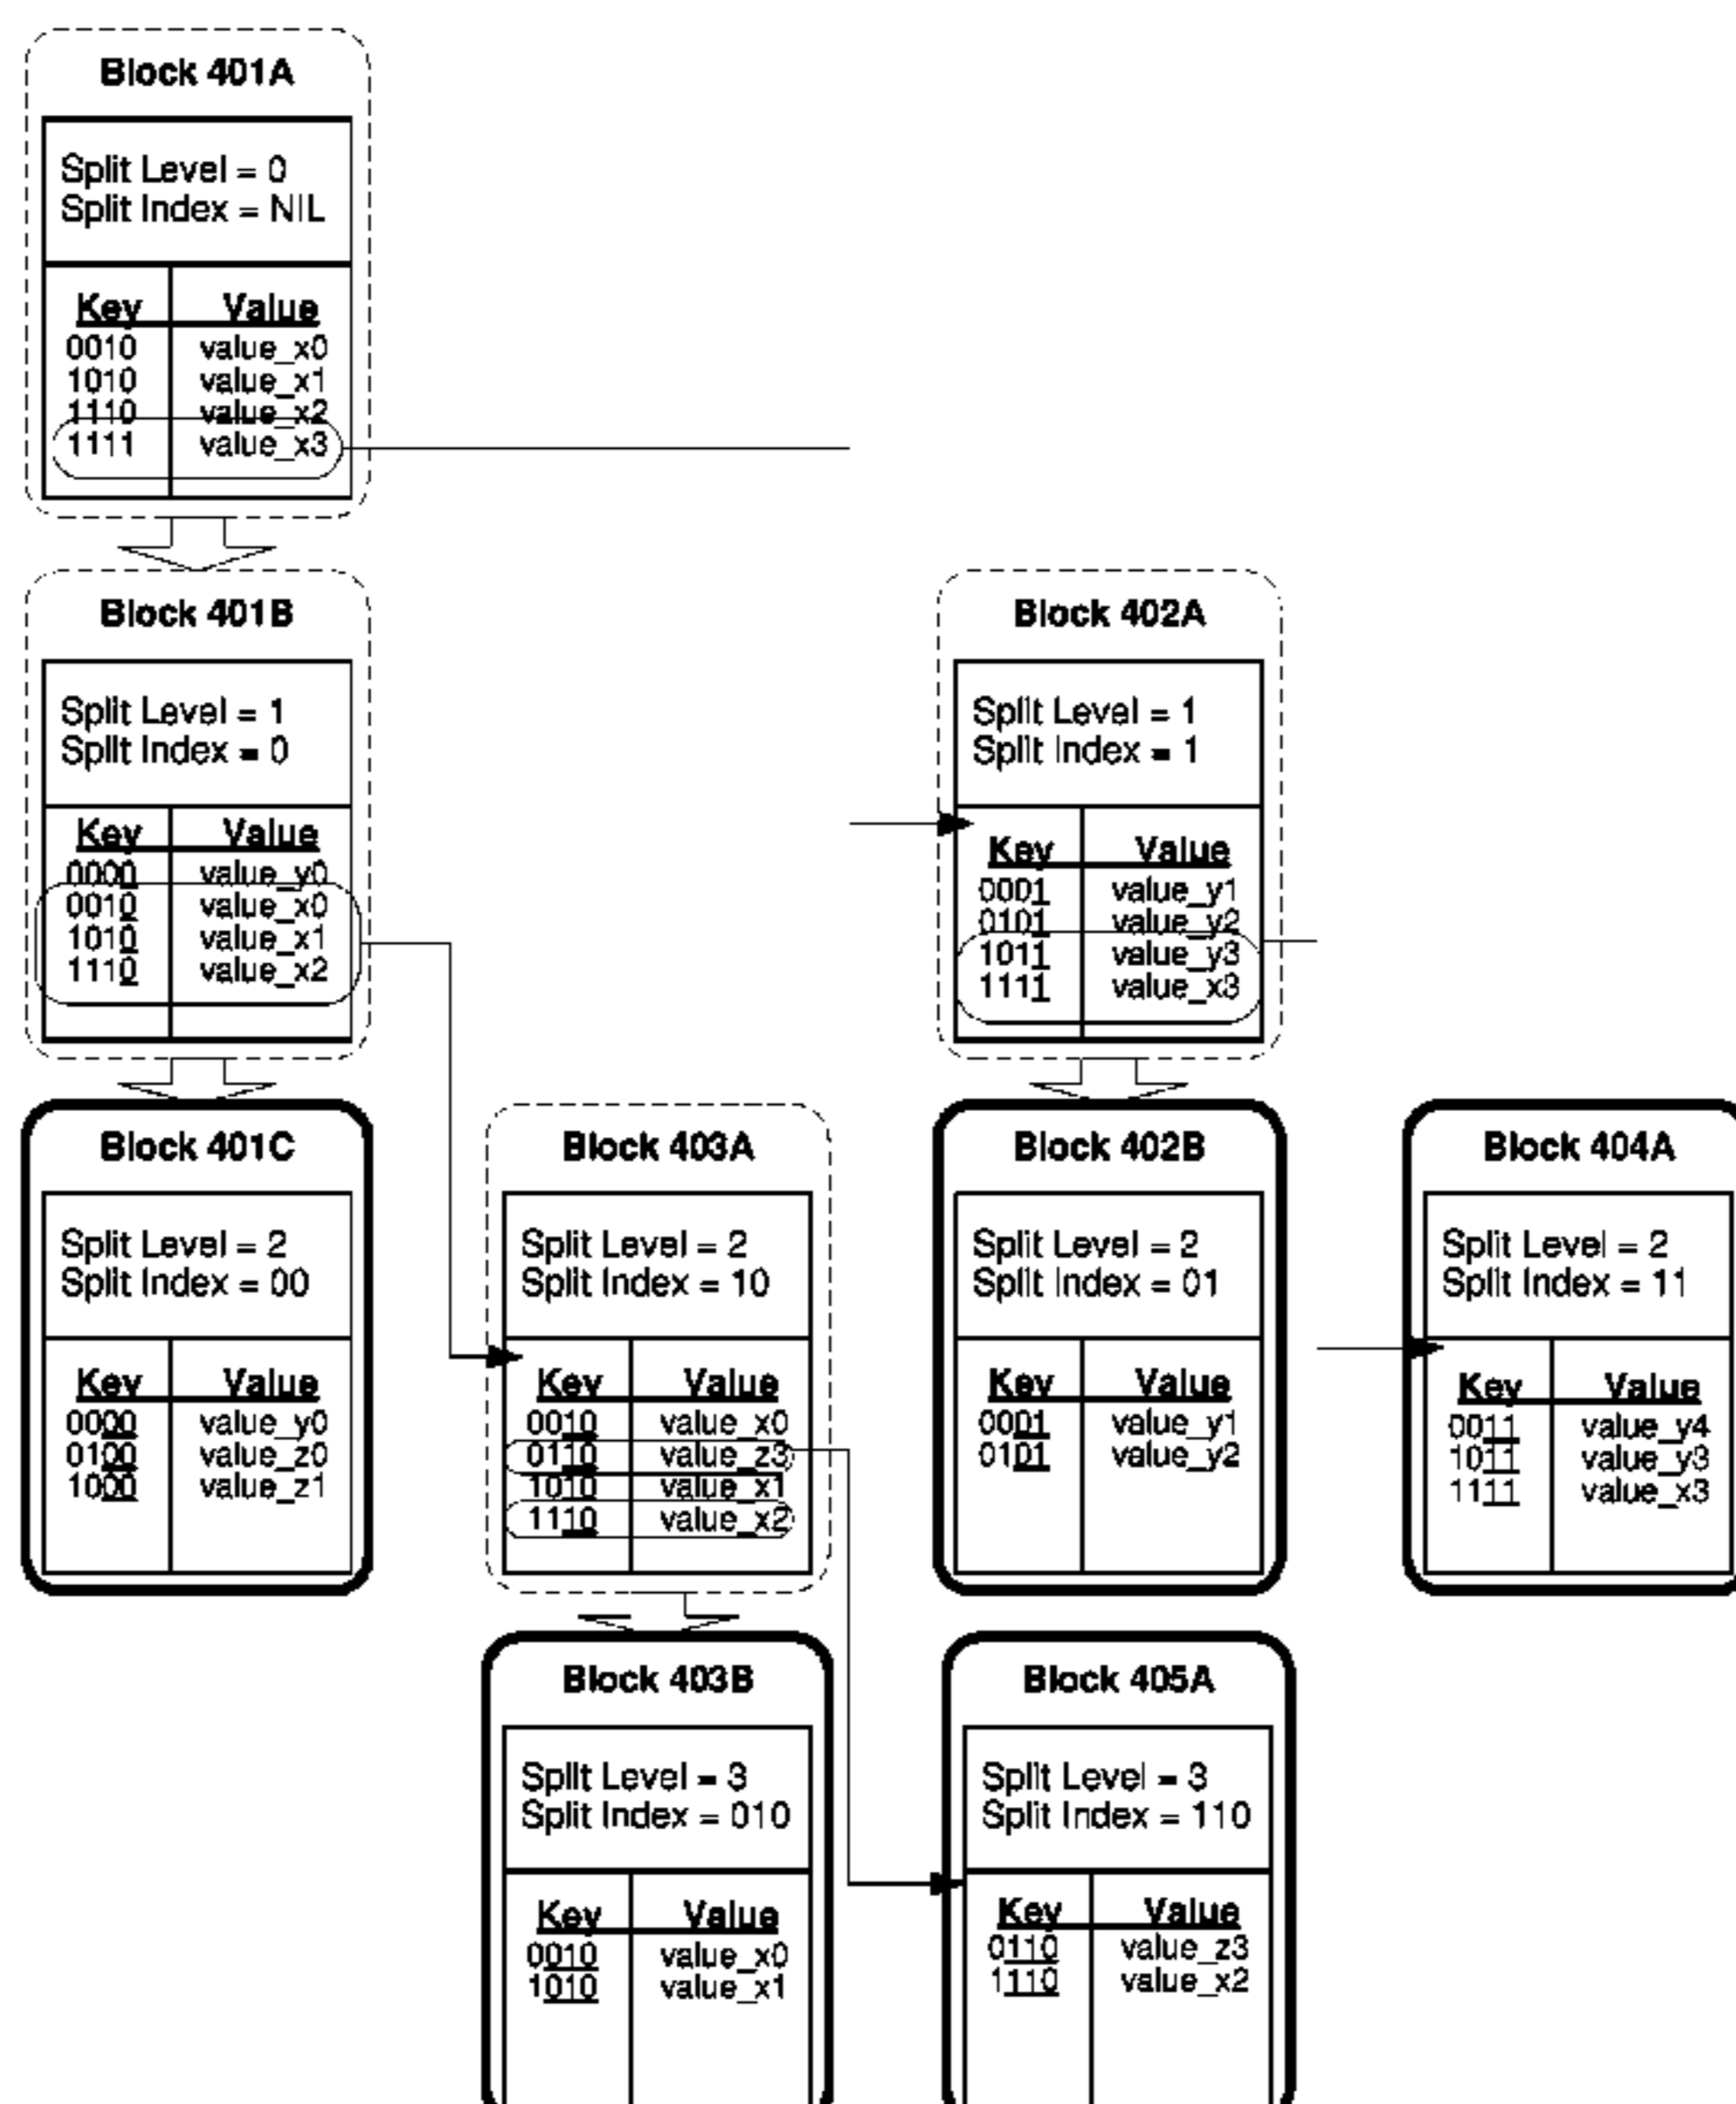 Block 401A
Split Level = 0
Split Index = NIL
Key Value
0010 value_x0
1010 value_x1
1110 value_x2
1111 value_x3
Block 401B
Split Level = 1
Split Index = 0
Key Value
0000 value_y0
0010 value_x0
1010 value_x1
1110 value_x2
Block 402A
Split Level = 1
Split Index = 1
Key Value
0001 value_y1
0101 value_y2
1011 value_y3
1111 value_x3
Block 401C
Split Level = 2
Split Index = 00
Key Value
0000 value_y0
0100 value_z0
1000 value_z1
Block 403A
Split Level = 2
Split Index = 10
Key Value
0010 value_x0
0110 value_z3
1010 value_x1
1110 value_x2
Block 402B
Split Level = 2
Split Index = 01
Key Value
0001 value_y1
0101 value_y2
Block 404A
Split Level = 2
Split Index = 11
Key Value
0011 value_y4
1011 value_y3
1111 value_x3
Block 403B
Split Level = 3
Split Index = 010
Key Value
0010 value_x0
1010 value_x1
Block 405A
Split Level = 3
Split Index = 110
Key Value
0110 value_z3
1110 value_x2